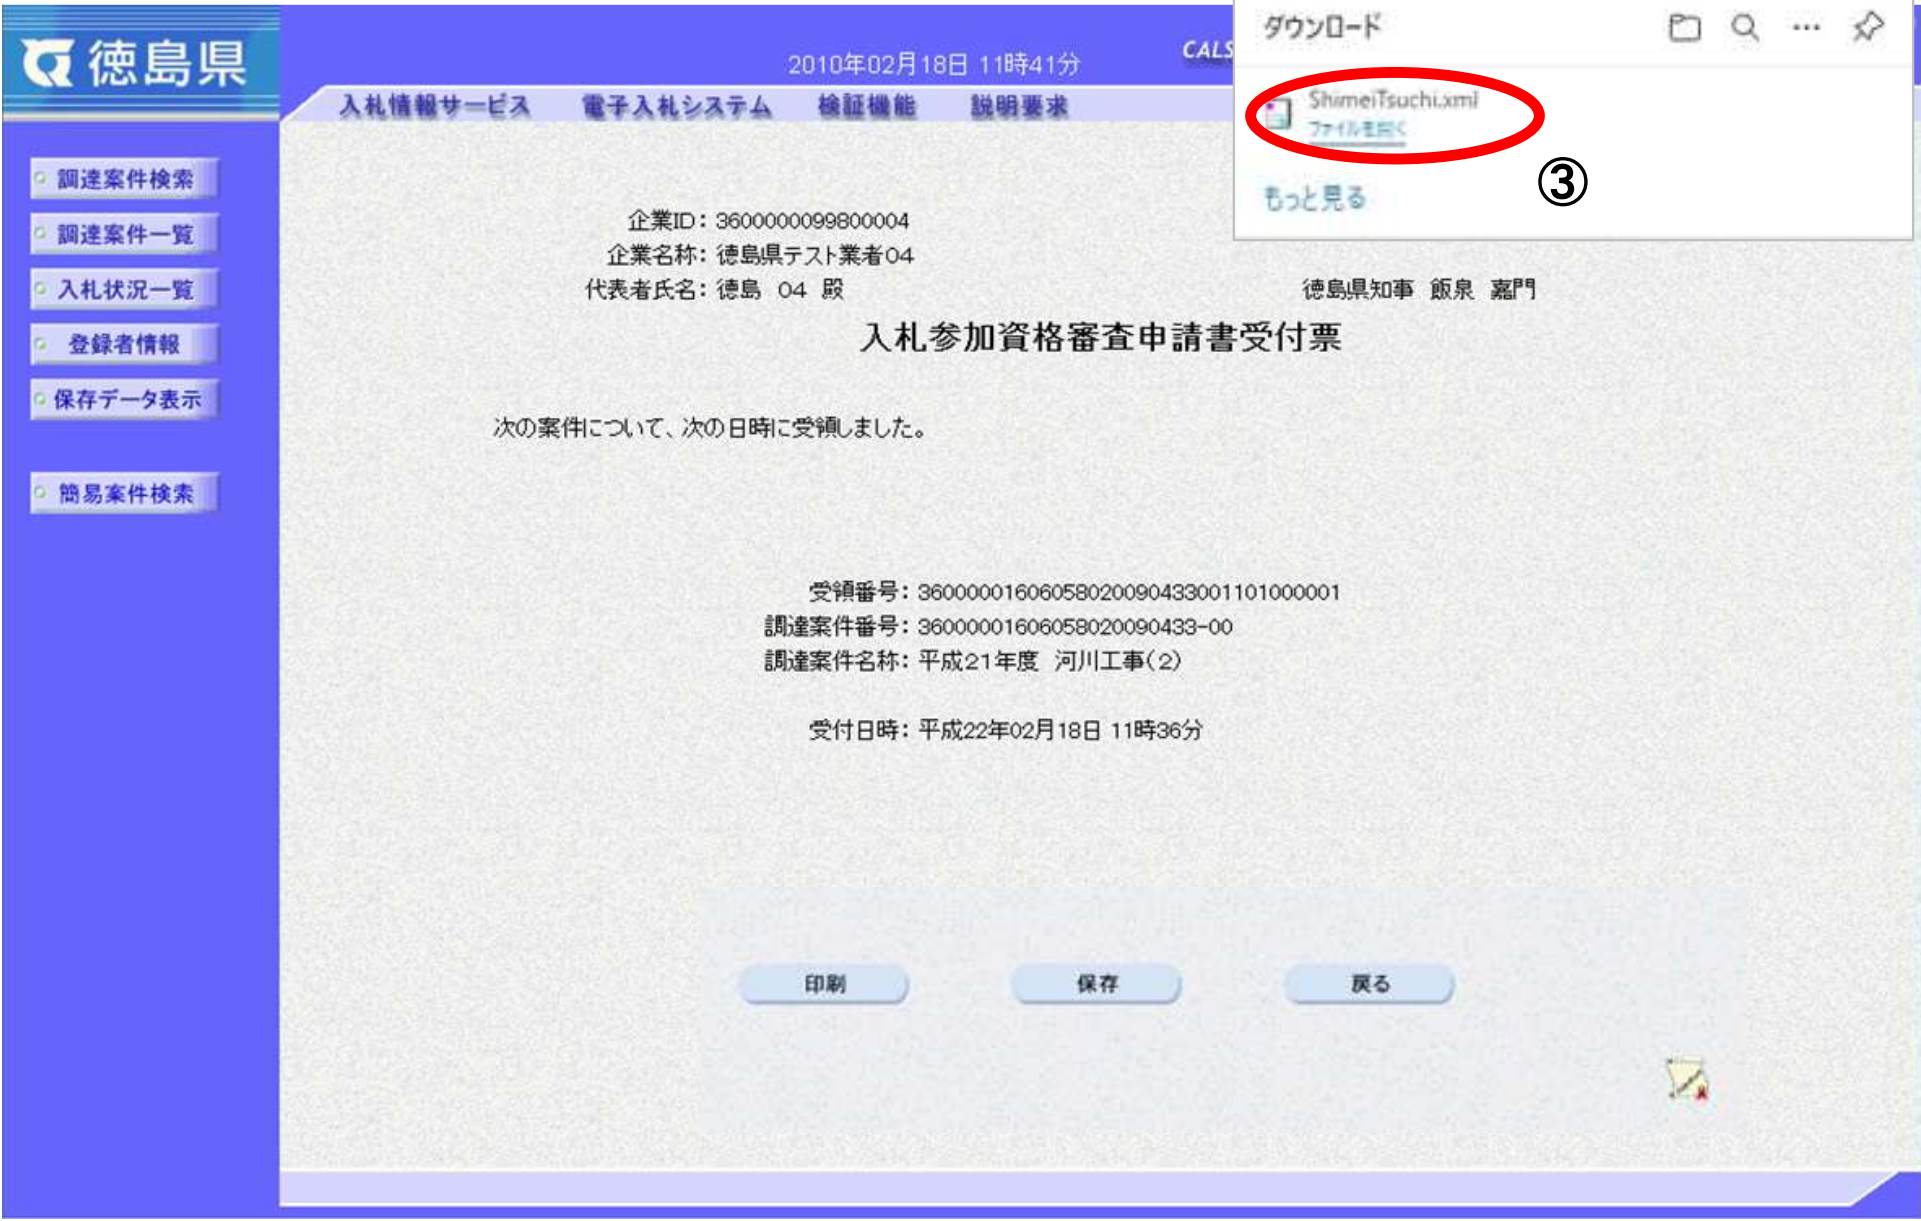 徳島県
2010年02月18日 11時41分
CALS
入札情報サービス 電子入札システム 検証機能 説明要求
ダウンロード
ShimeiTsuchi.xml
ファイルを開く
もっと見る
③
調達案件検索
調達案件一覧
入札状況一覧
登録者情報
保存データ表示
簡易案件検索
企業ID：3600000099800004
企業名称：徳島県テスト業者04
代表者氏名：徳島 04 殿
徳島県知事 飯泉 嘉門
入札参加資格審査申請書受付票
次の案件について、次の日時に受領しました。
受領番号：36000001606058020090433001101000001
調達案件番号：36000001606058020090433-00
調達案件名称：平成21年度 河川工事（2）
受付日時：平成22年02月18日 11時36分
印刷 保存 戻る